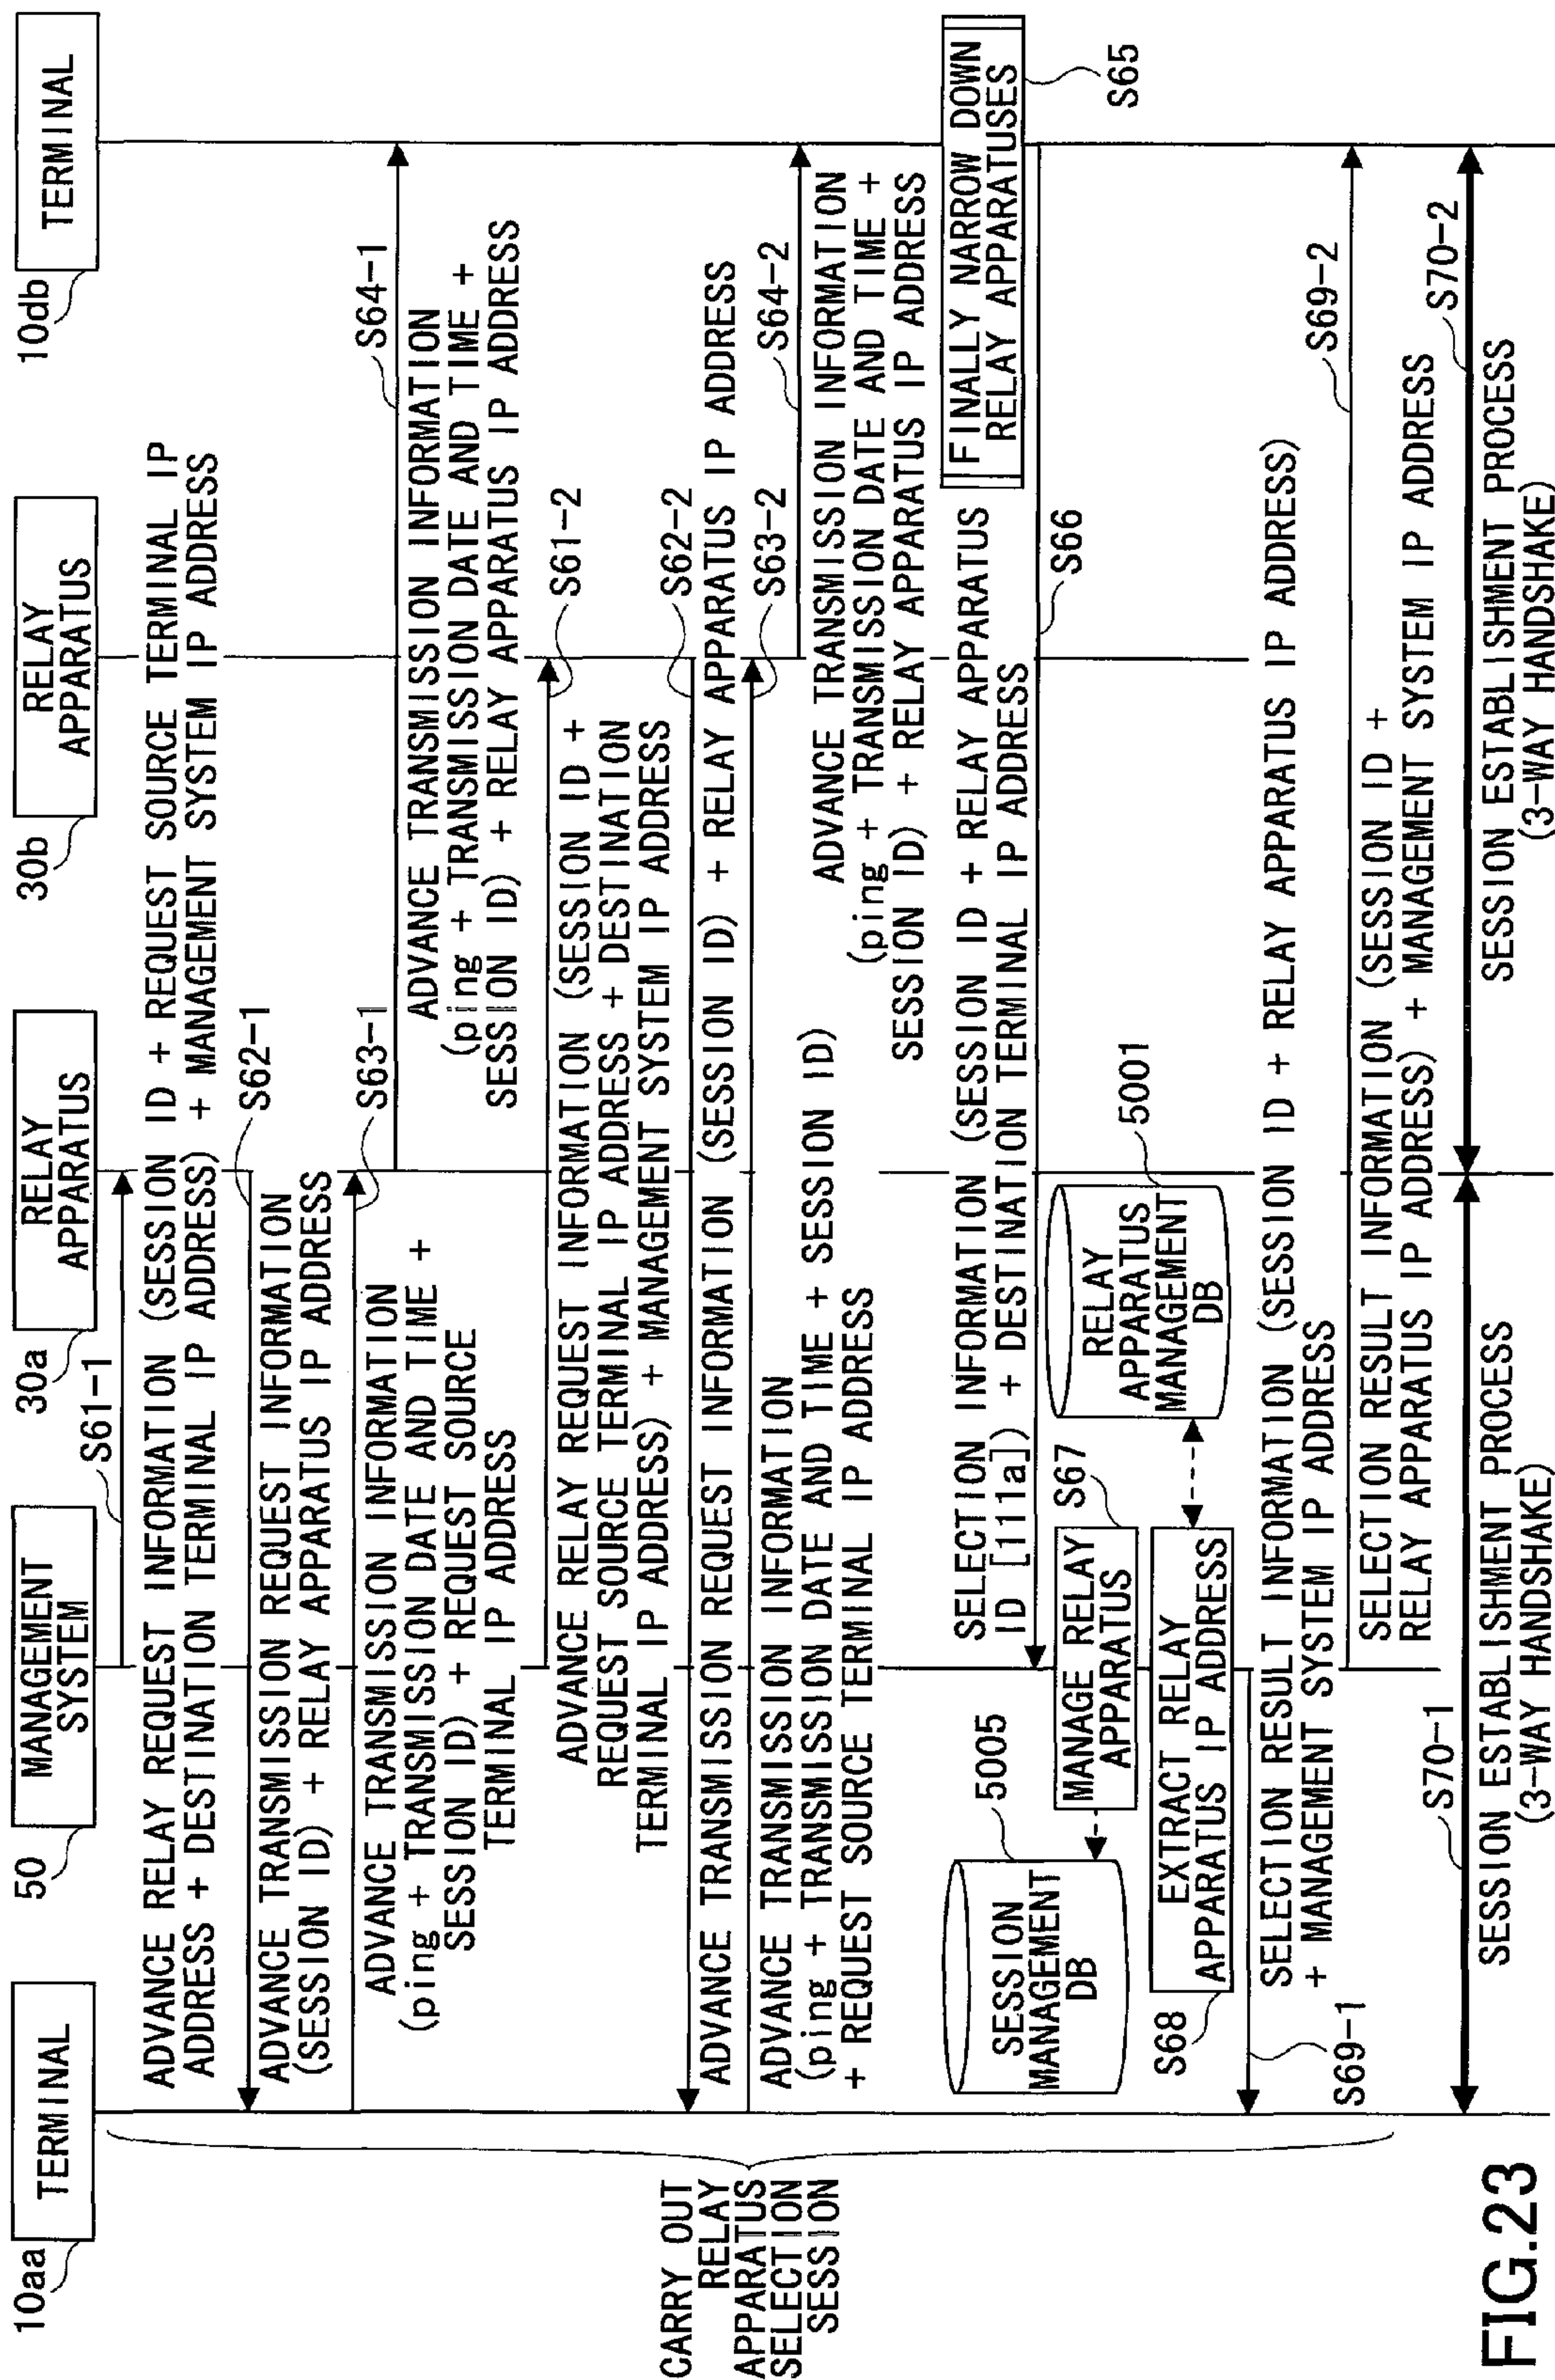 10aa
TERMINAL
50
MANAGEMENT
SYSTEM
30a
RELAY
APPARATUS
30b
RELAY
APPARATUS
10db
TERMINAL
S61-1
ADVANCE RELAY REQUEST INFORMATION (SESSION ID + REQUEST SOURCE TERMINAL IP
ADDRESS + DESTINATION TERMINAL IP ADDRESS) + MANAGEMENT SYSTEM IP ADDRESS
S62-1
ADVANCE TRANSMISSION REQUEST INFORMATION
(SESSION ID) + RELAY APPARATUS IP ADDRESS
S63-1
ADVANCE TRANSMISSION INFORMATION
(ping + TRANSMISSION DATE AND TIME +
SESSION ID) + REQUEST SOURCE
TERMINAL IP ADDRESS
S64-1
ADVANCE TRANSMISSION INFORMATION
(ping + TRANSMISSION DATE AND TIME +
SESSION ID) + RELAY APPARATUS IP ADDRESS
S61-2
ADVANCE RELAY REQUEST INFORMATION (SESSION ID +
REQUEST SOURCE TERMINAL IP ADDRESS + DESTINATION
TERMINAL IP ADDRESS) + MANAGEMENT SYSTEM IP ADDRESS
S62-2
ADVANCE TRANSMISSION REQUEST INFORMATION (SESSION ID) + RELAY APPARATUS IP ADDRESS
S63-2
ADVANCE TRANSMISSION INFORMATION
(ping + TRANSMISSION DATE AND TIME + SESSION ID)
+ REQUEST SOURCE TERMINAL IP ADDRESS
S64-2
ADVANCE TRANSMISSION INFORMATION
(ping + TRANSMISSION DATE AND TIME +
SESSION ID) + RELAY APPARATUS IP ADDRESS
FINALLY NARROW DOWN
RELAY APPARATUSES
S65
SELECTION INFORMATION (SESSION ID + RELAY APPARATUS
ID [111a]) + DESTINATION TERMINAL IP ADDRESS
S66
CARRY OUT
RELAY
APPARATUS
SELECTION
SESSION
5005
SESSION
MANAGEMENT
DB
S67
MANAGE RELAY
APPARATUS
5001
RELAY
APPARATUS
MANAGEMENT
DB
S68
EXTRACT RELAY
APPARATUS IP ADDRESS
S69-1
SELECTION RESULT INFORMATION (SESSION ID + RELAY APPARATUS IP ADDRESS)
+ MANAGEMENT SYSTEM IP ADDRESS
S69-2
SELECTION RESULT INFORMATION (SESSION ID +
RELAY APPARATUS IP ADDRESS) + MANAGEMENT SYSTEM IP ADDRESS
S70-1
SESSION ESTABLISHMENT PROCESS
(3-WAY HANDSHAKE)
S70-2
SESSION ESTABLISHMENT PROCESS
(3-WAY HANDSHAKE)
FIG.23